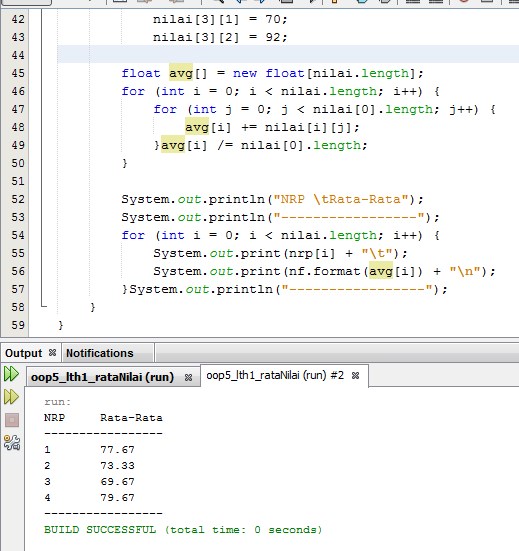 42 nilai[3][1] = 70;
43 nilai[3][2] = 92;
44
45 float avg[] = new float[nilai.length];
46 for (int i = 0; i < nilai.length; i++) {
47 for (int j = 0; j < nilai[0].length; j++) {
48 avg[i] += nilai[i][j];
49 }avg[i] /= nilai[0].length;
50 }
51
52 System.out.println("NRP \tRata-Rata");
53 System.out.println("-----------------");
54 for (int i = 0; i < nilai.length; i++) {
55 System.out.print(nrp[i] + "\t");
56 System.out.print(nf.format(avg[i]) + "\n");
57 }System.out.println("-----------------");
58 }
59 }
Output Notifications
oop5_lth1_rataNilai (run) oop5_lth1_rataNilai (run) #2
run:
NRP Rata-Rata
-----------------
1 77.67
2 73.33
3 69.67
4 79.67
-----------------
BUILD SUCCESSFUL (total time: 0 seconds)